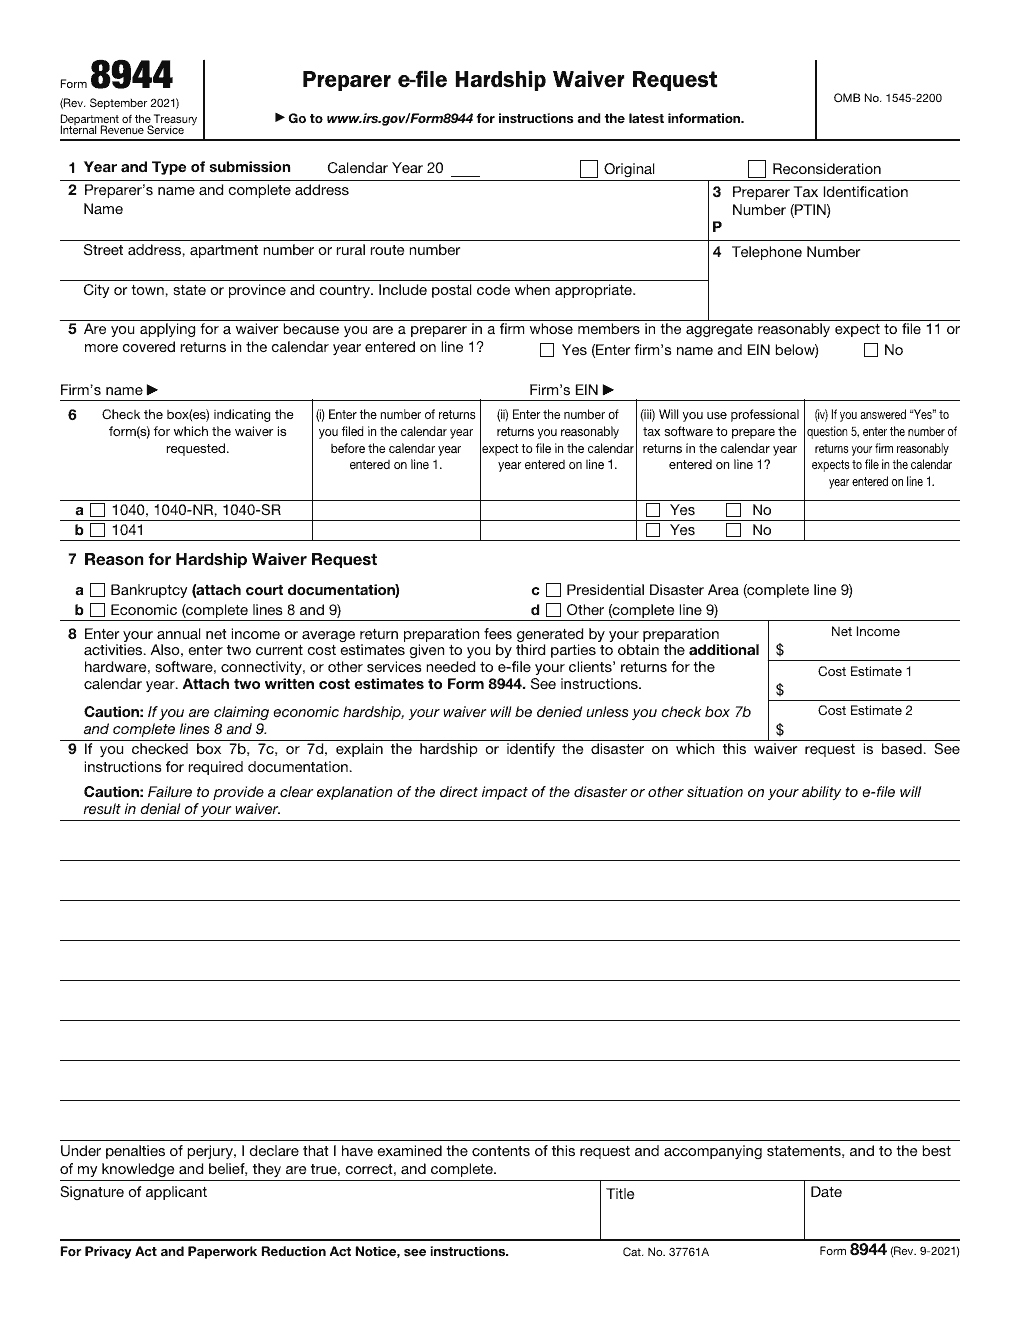 Form 8944
(Rev. September 2021)
Department of the Treasury
Internal Revenue Service
Preparer e-file Hardship Waiver Request
▶ Go to www.irs.gov/Form8944 for instructions and the latest information.
OMB No. 1545-2200
1 Year and Type of submission Calendar Year 20 ___ Original Reconsideration
2 Preparer's name and complete address
Name
3 Preparer Tax Identification
Number (PTIN)
P
Street address, apartment number or rural route number
4 Telephone Number
City or town, state or province and country. Include postal code when appropriate.
5 Are you applying for a waiver because you are a preparer in a firm whose members in the aggregate reasonably expect to file 11 or
more covered returns in the calendar year entered on line 1? Yes (Enter firm's name and EIN below) No
Firm's name ▶ Firm's EIN ▶
6 Check the box(es) indicating the
form(s) for which the waiver is
requested.
(i) Enter the number of returns
you filed in the calendar year
before the calendar year
entered on line 1.
(ii) Enter the number of
returns you reasonably
expect to file in the calendar
year entered on line 1.
(iii) Will you use professional
tax software to prepare the
returns in the calendar year
entered on line 1?
(iv) If you answered "Yes" to
question 5, enter the number of
returns your firm reasonably
expects to file in the calendar
year entered on line 1.
a 1040, 1040-NR, 1040-SR Yes No
b 1041 Yes No
7 Reason for Hardship Waiver Request
a Bankruptcy (attach court documentation) c Presidential Disaster Area (complete line 9)
b Economic (complete lines 8 and 9) d Other (complete line 9)
8 Enter your annual net income or average return preparation fees generated by your preparation
activities. Also, enter two current cost estimates given to you by third parties to obtain the additional
hardware, software, connectivity, or other services needed to e-file your clients' returns for the
calendar year. Attach two written cost estimates to Form 8944. See instructions.
Caution: If you are claiming economic hardship, your waiver will be denied unless you check box 7b
and complete lines 8 and 9.
Net Income
$
Cost Estimate 1
$
Cost Estimate 2
$
9 If you checked box 7b, 7c, or 7d, explain the hardship or identify the disaster on which this waiver request is based. See
instructions for required documentation.
Caution: Failure to provide a clear explanation of the direct impact of the disaster or other situation on your ability to e-file will
result in denial of your waiver.
Under penalties of perjury, I declare that I have examined the contents of this request and accompanying statements, and to the best
of my knowledge and belief, they are true, correct, and complete.
Signature of applicant Title Date
For Privacy Act and Paperwork Reduction Act Notice, see instructions. Cat. No. 37761A Form 8944 (Rev. 9-2021)